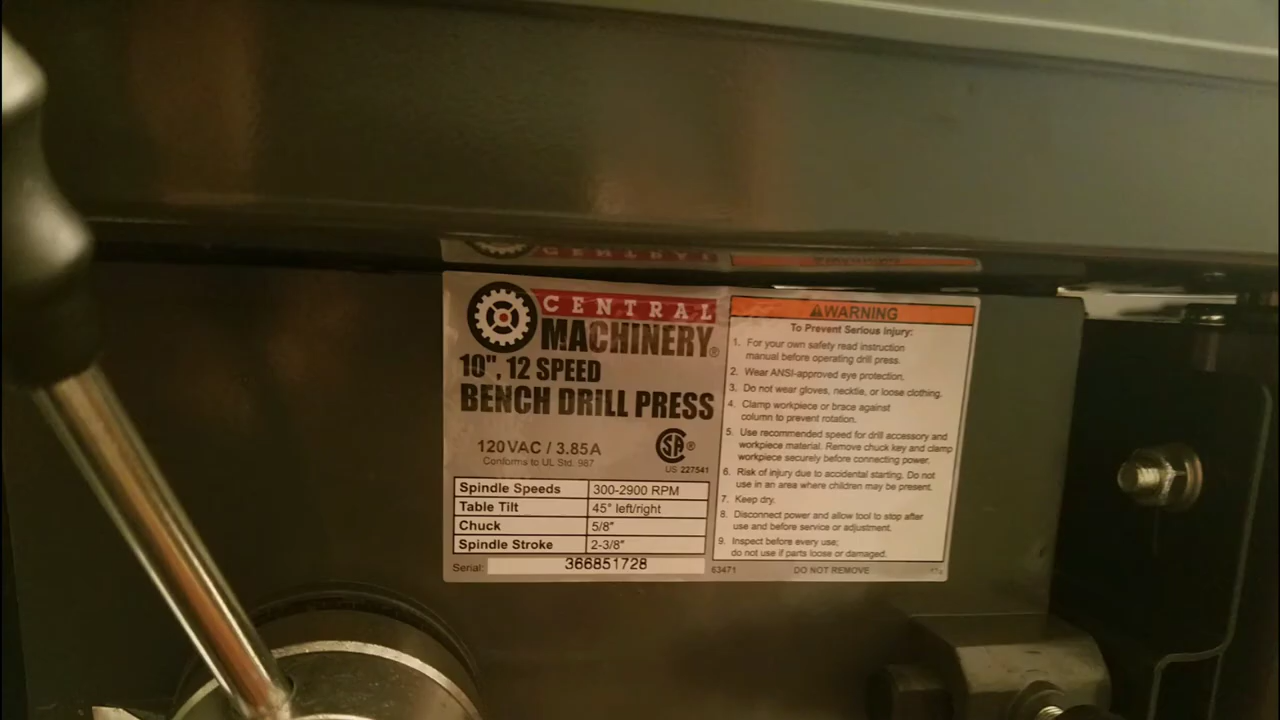 CENTRAL
MACHINERY®
10", 12 SPEED
BENCH DRILL PRESS
120VAC / 3.85A
Conforms to UL Std. 987
SA®
US 227541
Spindle Speeds 300-2900 RPM
Table Tilt 45° left/right
Chuck 5/8"
Spindle Stroke 2-3/8"
Serial: 366851728
⚠WARNING
To Prevent Serious Injury:
1. For your own safety read instruction
manual before operating drill press.
2. Wear ANSI-approved eye protection.
3. Do not wear gloves, necktie, or loose clothing.
4. Clamp workpiece or brace against
column to prevent rotation.
5. Use recommended speed for drill accessory and
workpiece material. Remove chuck key and clamp
workpiece securely before connecting power.
6. Risk of injury due to accidental starting. Do not
use in an area where children may be present.
7. Keep dry.
8. Disconnect power and allow tool to stop after
use and before service or adjustment.
9. Inspect before every use;
do not use if parts loose or damaged.
63471 DO NOT REMOVE